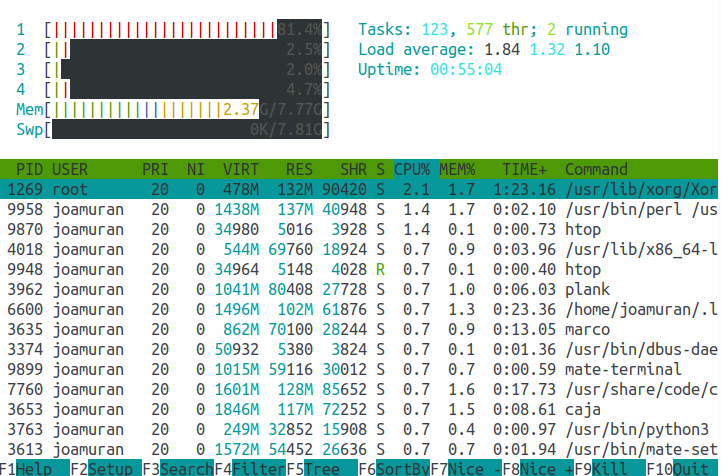 1 [||||||||||||||||||||||||||81.4%] Tasks: 123, 577 thr; 2 running
2 [|| 2.5%] Load average: 1.84 1.32 1.10
3 [| 2.0%] Uptime: 00:55:04
4 [|| 4.7%]
Mem[|||||||||||||||||||2.37G/7.77G]
Swp[ 0K/7.81G]
PID USER PRI NI VIRT RES SHR S CPU% MEM% TIME+ Command
1269 root 20 0 478M 132M 90420 S 2.1 1.7 1:23.16 /usr/lib/xorg/Xor
9958 joamuran 20 0 1438M 137M 40948 S 1.4 1.7 0:02.10 /usr/bin/perl /us
9870 joamuran 20 0 34980 5016 3928 S 1.4 0.1 0:00.73 htop
4018 joamuran 20 0 544M 69760 18924 S 0.7 0.9 0:03.96 /usr/lib/x86_64-l
9948 joamuran 20 0 34964 5148 4028 R 0.7 0.1 0:00.40 htop
3962 joamuran 20 0 1041M 80408 27728 S 0.7 1.0 0:06.03 plank
6600 joamuran 20 0 1496M 102M 61876 S 0.7 1.3 0:23.36 /home/joamuran/.l
3635 joamuran 20 0 862M 70100 28244 S 0.7 0.9 0:13.05 marco
3374 joamuran 20 0 50932 5380 3824 S 0.7 0.1 0:01.36 /usr/bin/dbus-dae
9899 joamuran 20 0 1015M 59116 30012 S 0.7 0.7 0:00.59 mate-terminal
7760 joamuran 20 0 1601M 128M 85652 S 0.7 1.6 0:17.73 /usr/share/code/c
3653 joamuran 20 0 1846M 117M 72252 S 0.7 1.5 0:08.61 caja
3763 joamuran 20 0 249M 32852 15908 S 0.7 0.4 0:00.97 /usr/bin/python3
3613 joamuran 20 0 1572M 54452 26636 S 0.7 0.7 0:00.94 /usr/bin/mate-set
F1Help F2Setup F3SearchF4FilterF5Tree F6SortByF7Nice -F8Nice +F9Kill F10Quit